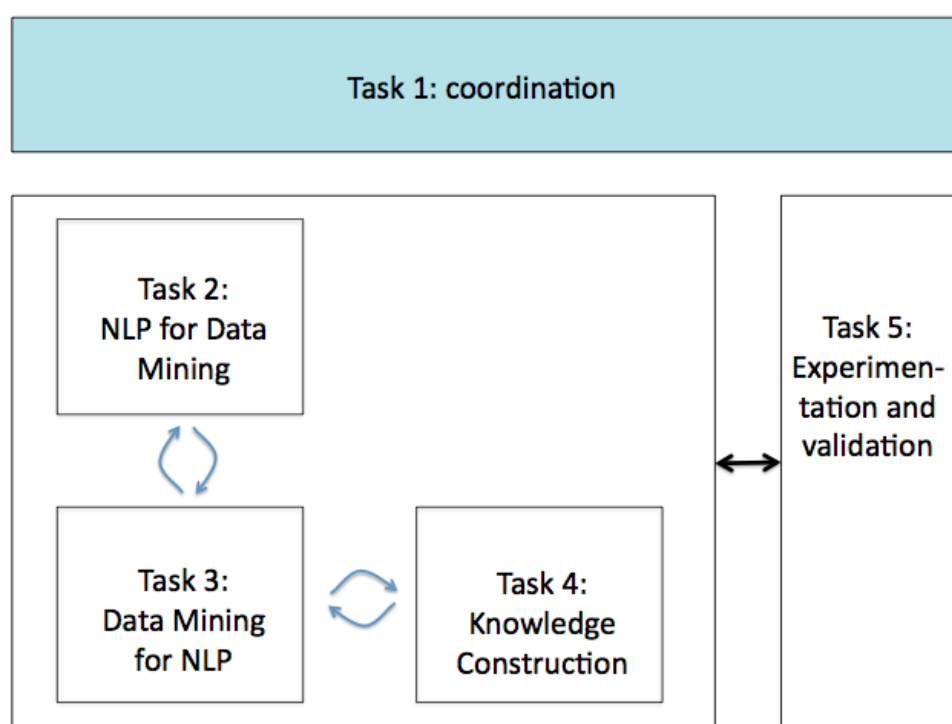 Task 1: coordination
Task 2:
NLP for Data
Mining
Task 3:
Data Mining
for NLP
Task 4:
Knowledge
Construction
Task 5:
Experimen-
tation and
validation